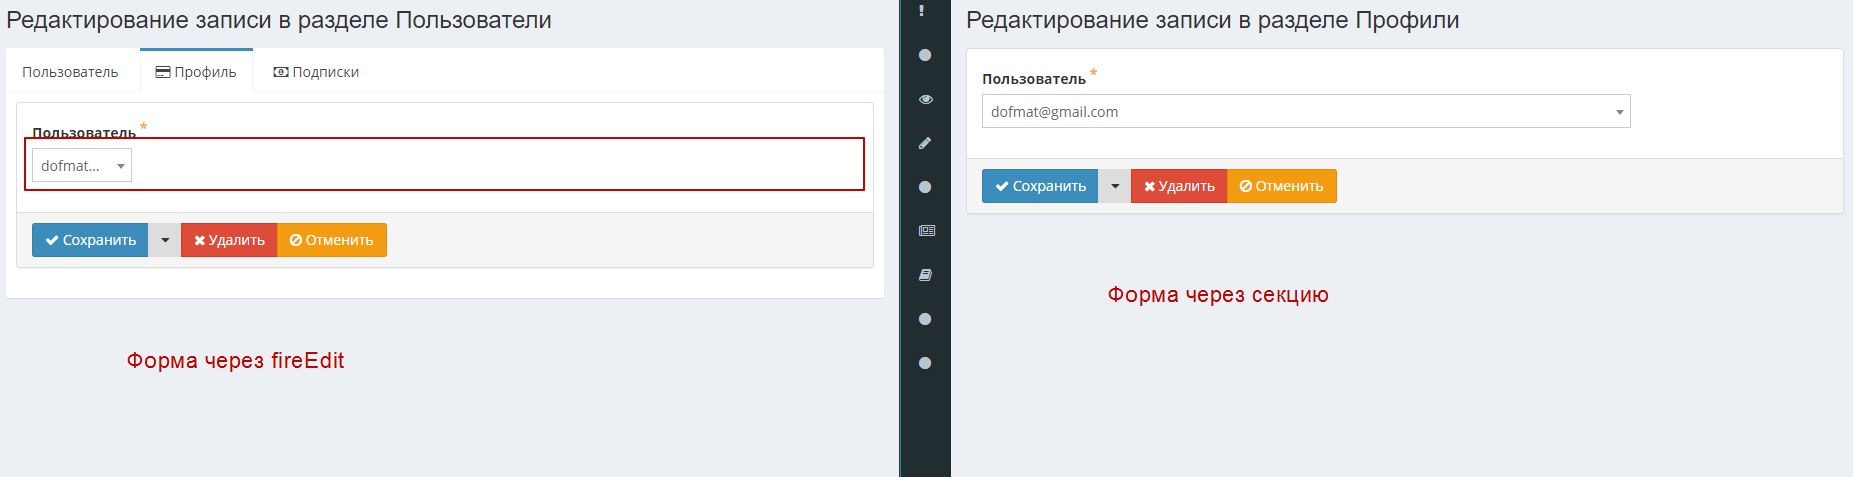 Редактирование записи в разделе Пользователи
Пользователь
Профиль
Подписки
Пользователь *
dofmat...
Сохранить
Удалить
Отменить
Форма через fireEdit
Редактирование записи в разделе Профили
Пользователь *
dofmat@gmail.com
Сохранить
Удалить
Отменить
Форма через секцию